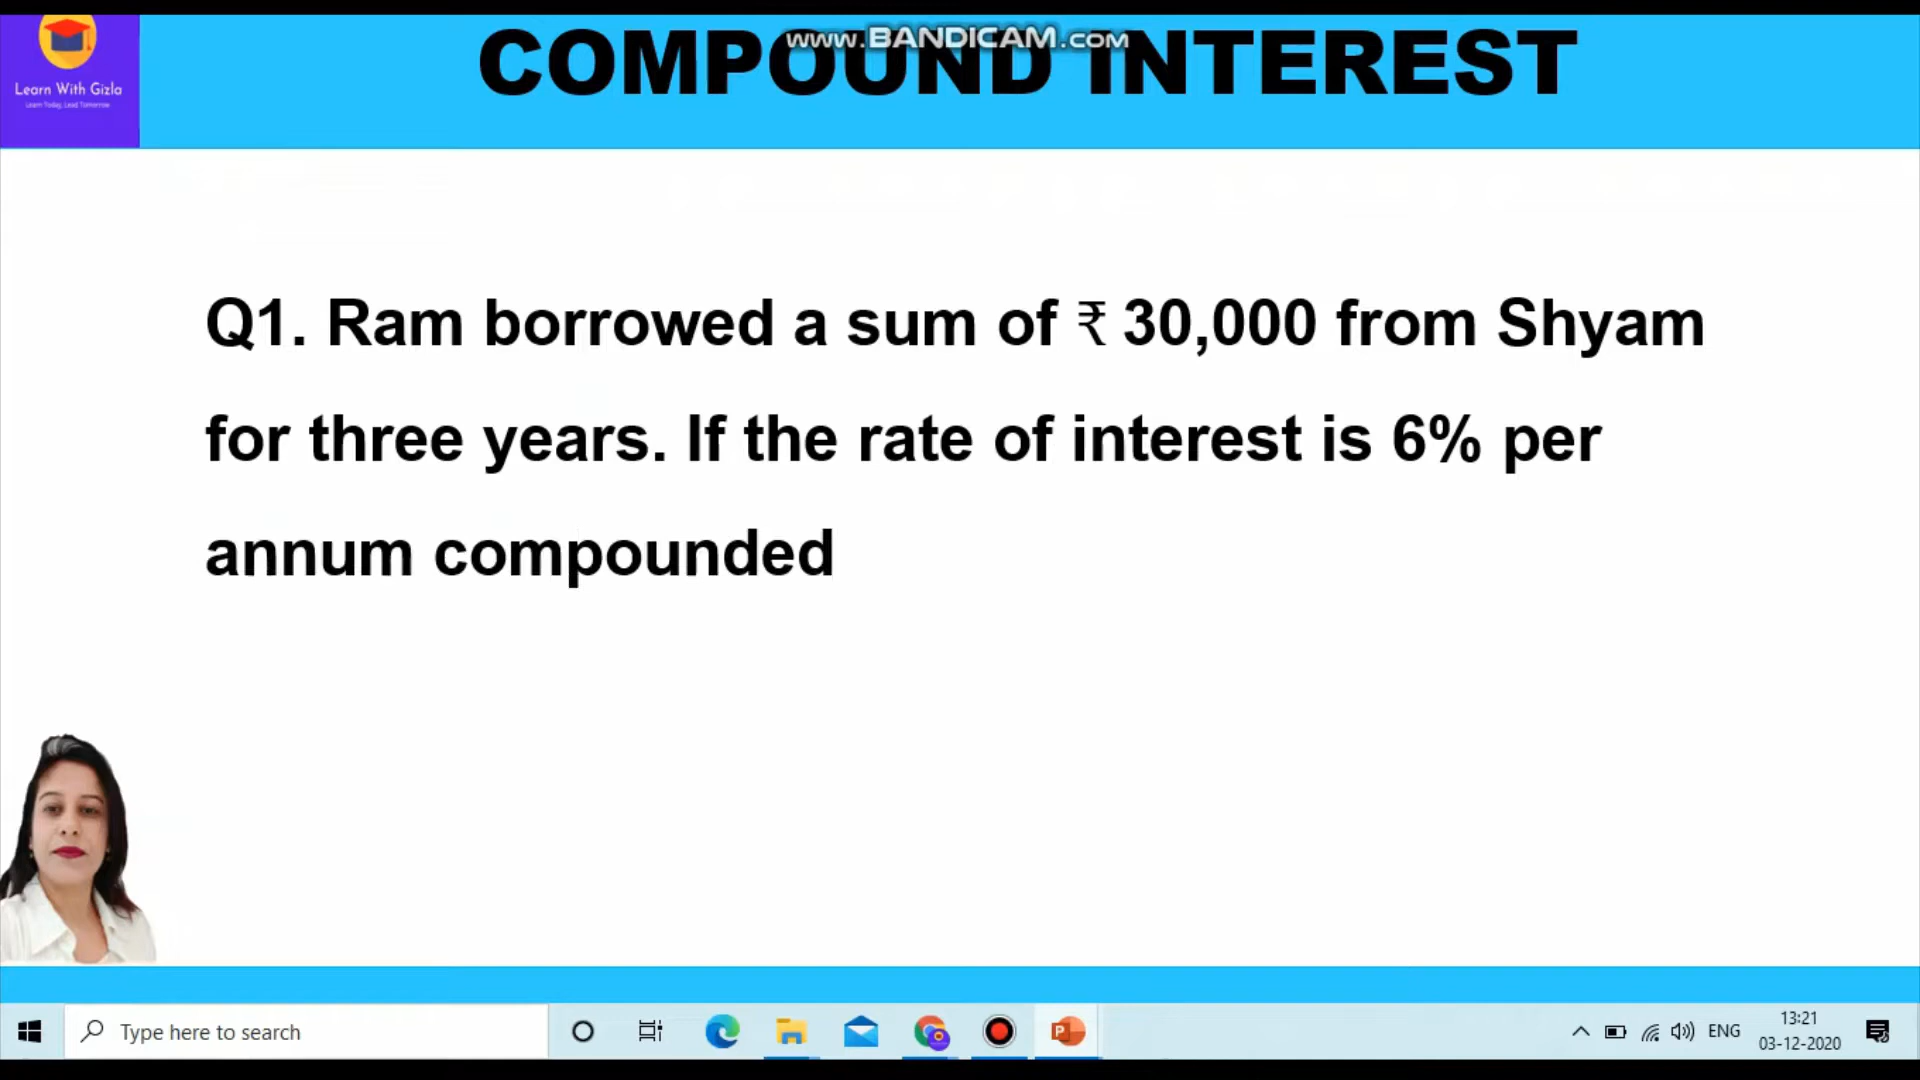 www.BANDICAM.com
COMPOUND INTEREST
Learn With Gizla
Learn Today, Lead Tomorrow
Q1. Ram borrowed a sum of ₹ 30,000 from Shyam
for three years. If the rate of interest is 6% per
annum compounded
Type here to search
ENG
13:21
03-12-2020